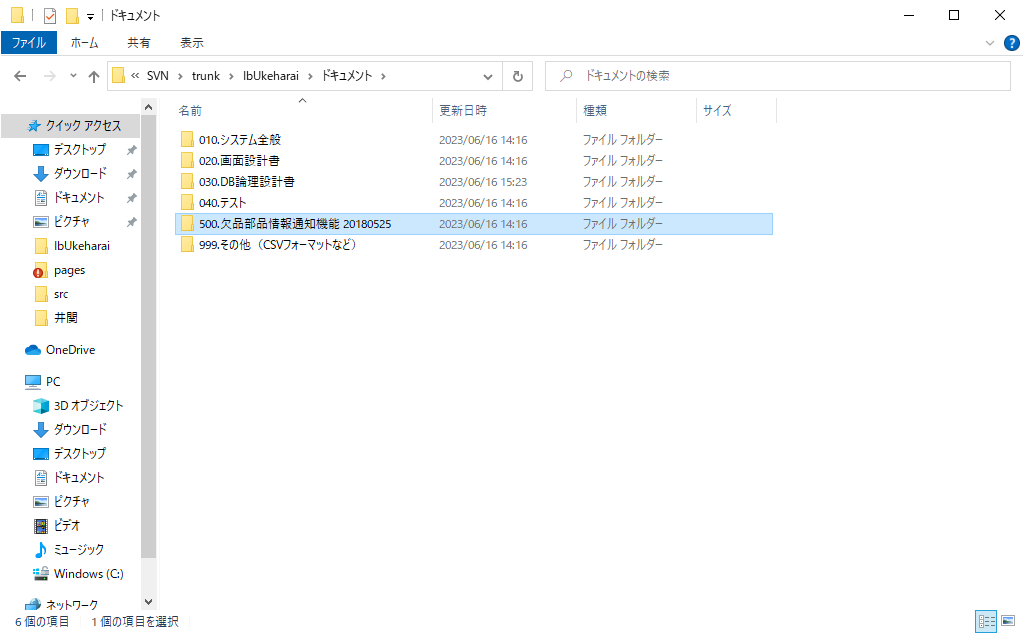 ドキュメント
ファイル ホーム 共有 表示
« SVN › trunk › IbUkeharai › ドキュメント ›
ドキュメントの検索
クイック アクセス
デスクトップ
ダウンロード
ドキュメント
ピクチャ
IbUkeharai
pages
src
井関
OneDrive
PC
3D オブジェクト
ダウンロード
デスクトップ
ドキュメント
ピクチャ
ビデオ
ミュージック
Windows (C:)
ネットワーク
名前 更新日時 種類 サイズ
010.システム全般 2023/06/16 14:16 ファイル フォルダー
020.画面設計書 2023/06/16 14:16 ファイル フォルダー
030.DB論理設計書 2023/06/16 15:23 ファイル フォルダー
040.テスト 2023/06/16 14:16 ファイル フォルダー
500.欠品部品情報通知機能 20180525 2023/06/16 14:16 ファイル フォルダー
999.その他（CSVフォーマットなど） 2023/06/16 14:16 ファイル フォルダー
6 個の項目 1 個の項目を選択